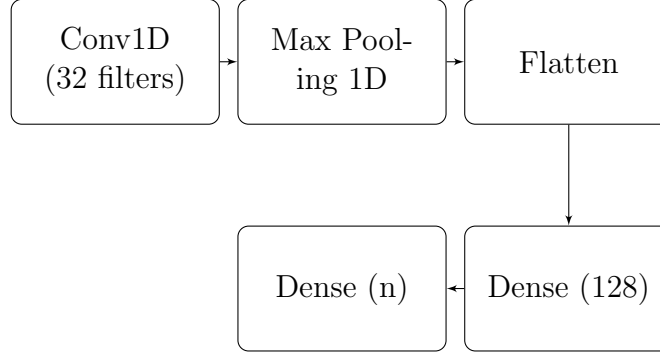 Conv1D
(32 filters)
Max Pool-
ing 1D
Flatten
Dense (n)
Dense (128)